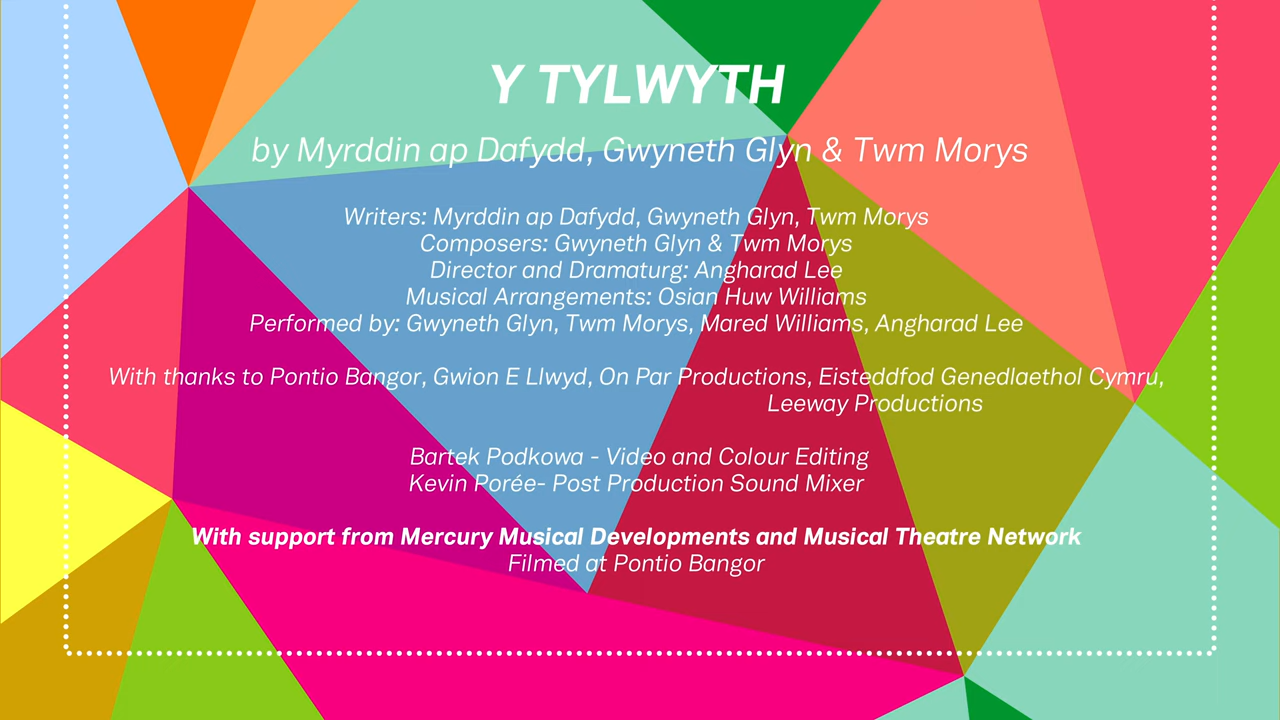 Y TYLWYTH
by Myrddin ap Dafydd, Gwyneth Glyn & Twm Morys
Writers: Myrddin ap Dafydd, Gwyneth Glyn, Twm Morys
Composers: Gwyneth Glyn & Twm Morys
Director and Dramaturg: Angharad Lee
Musical Arrangements: Osian Huw Williams
Performed by: Gwyneth Glyn, Twm Morys, Mared Williams, Angharad Lee
With thanks to Pontio Bangor, Gwion E Llwyd, On Par Productions, Eisteddfod Genedlaethol Cymru,
Leeway Productions
Bartek Podkowa - Video and Colour Editing
Kevin Porée- Post Production Sound Mixer
With support from Mercury Musical Developments and Musical Theatre Network
Filmed at Pontio Bangor